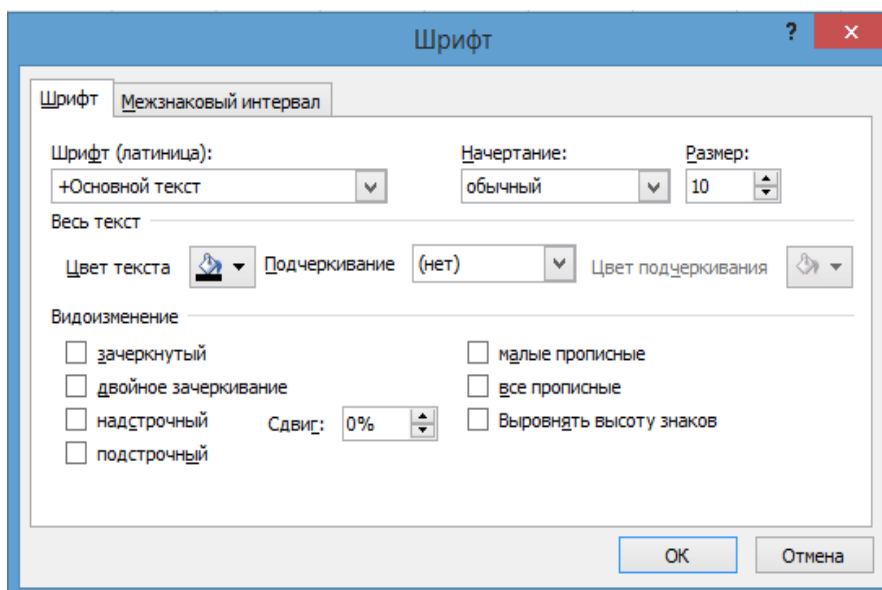 Шрифт ?
Шрифт Межзнаковый интервал
Шрифт (латиница): Начертание: Размер:
+Основной текст обычный 10
Весь текст
Цвет текста Подчеркивание (нет) Цвет подчеркивания
Видоизменение
зачеркнутый малые прописные
двойное зачеркивание все прописные
надстрочный Сдвиг: 0% Выровнять высоту знаков
подстрочный
ОК Отмена